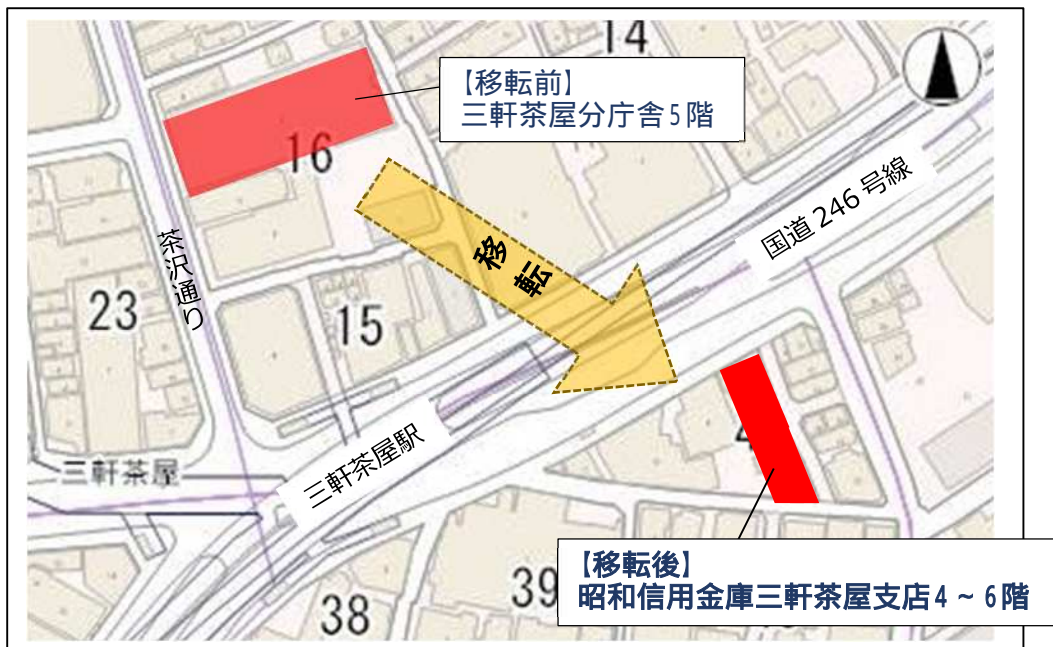 14
【移転前】
三軒茶屋分庁舎5階
16
国道246号線
茶沢通り
移転
23
15
三軒茶屋駅
三軒茶屋
4
【移転後】
昭和信用金庫三軒茶屋支店4～6階
39
38